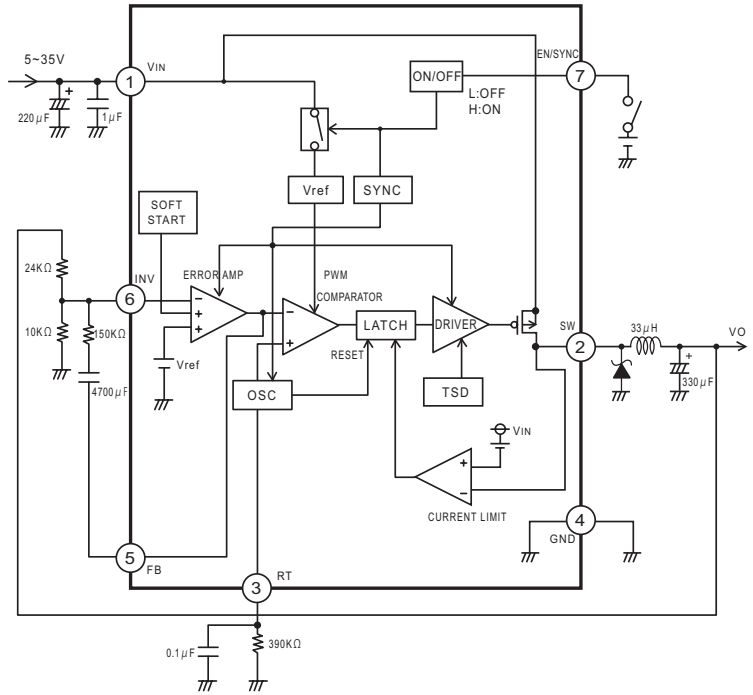 5~35V
VIN
1
+
220μF
1μF
ON/OFF
EN/SYNC
7
L:OFF
H:ON
Vref
SYNC
SOFT
START
24KΩ
INV
6
ERROR AMP
PWM
COMPARATOR
10KΩ
150KΩ
4700μF
−
+
+
Vref
−
+
LATCH
RESET
DRIVER
TSD
OSC
SW
2
33μH
VO
+
330μF
VIN
+
−
CURRENT LIMIT
4
GND
5
FB
3
RT
0.1μF
390KΩ